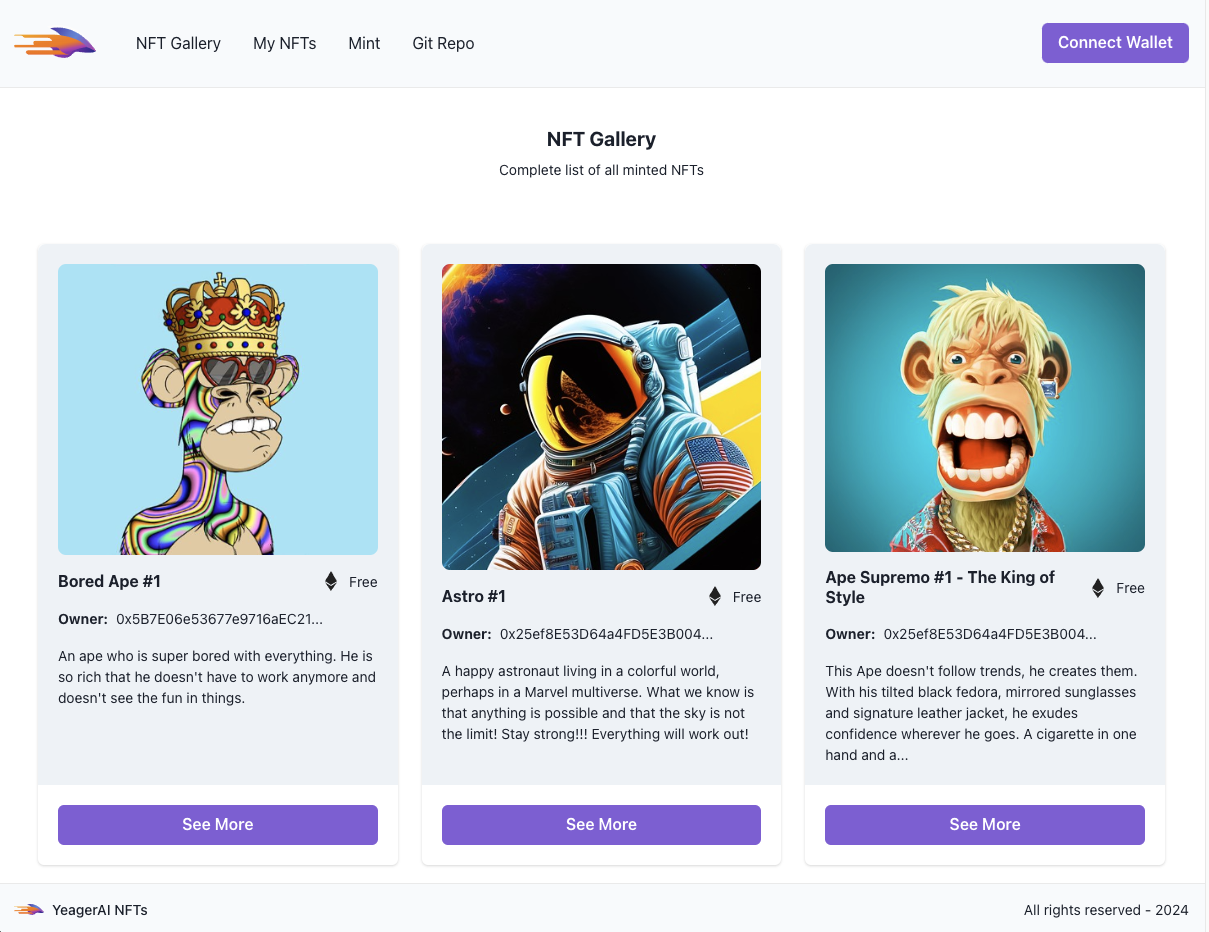 NFT Gallery
My NFTs
Mint
Git Repo
Connect Wallet
NFT Gallery
Complete list of all minted NFTs
Bored Ape #1
Free
Owner: 0x5B7E06e53677e9716aEC21...
An ape who is super bored with everything. He is
so rich that he doesn't have to work anymore and
doesn't see the fun in things.
See More
Astro #1
Free
Owner: 0x25ef8E53D64a4FD5E3B004...
A happy astronaut living in a colorful world,
perhaps in a Marvel multiverse. What we know is
that anything is possible and that the sky is not
the limit! Stay strong!!! Everything will work out!
See More
Ape Supremo #1 - The King of
Style
Free
Owner: 0x25ef8E53D64a4FD5E3B004...
This Ape doesn't follow trends, he creates them.
With his tilted black fedora, mirrored sunglasses
and signature leather jacket, he exudes
confidence wherever he goes. A cigarette in one
hand and a...
See More
YeagerAI NFTs
All rights reserved - 2024